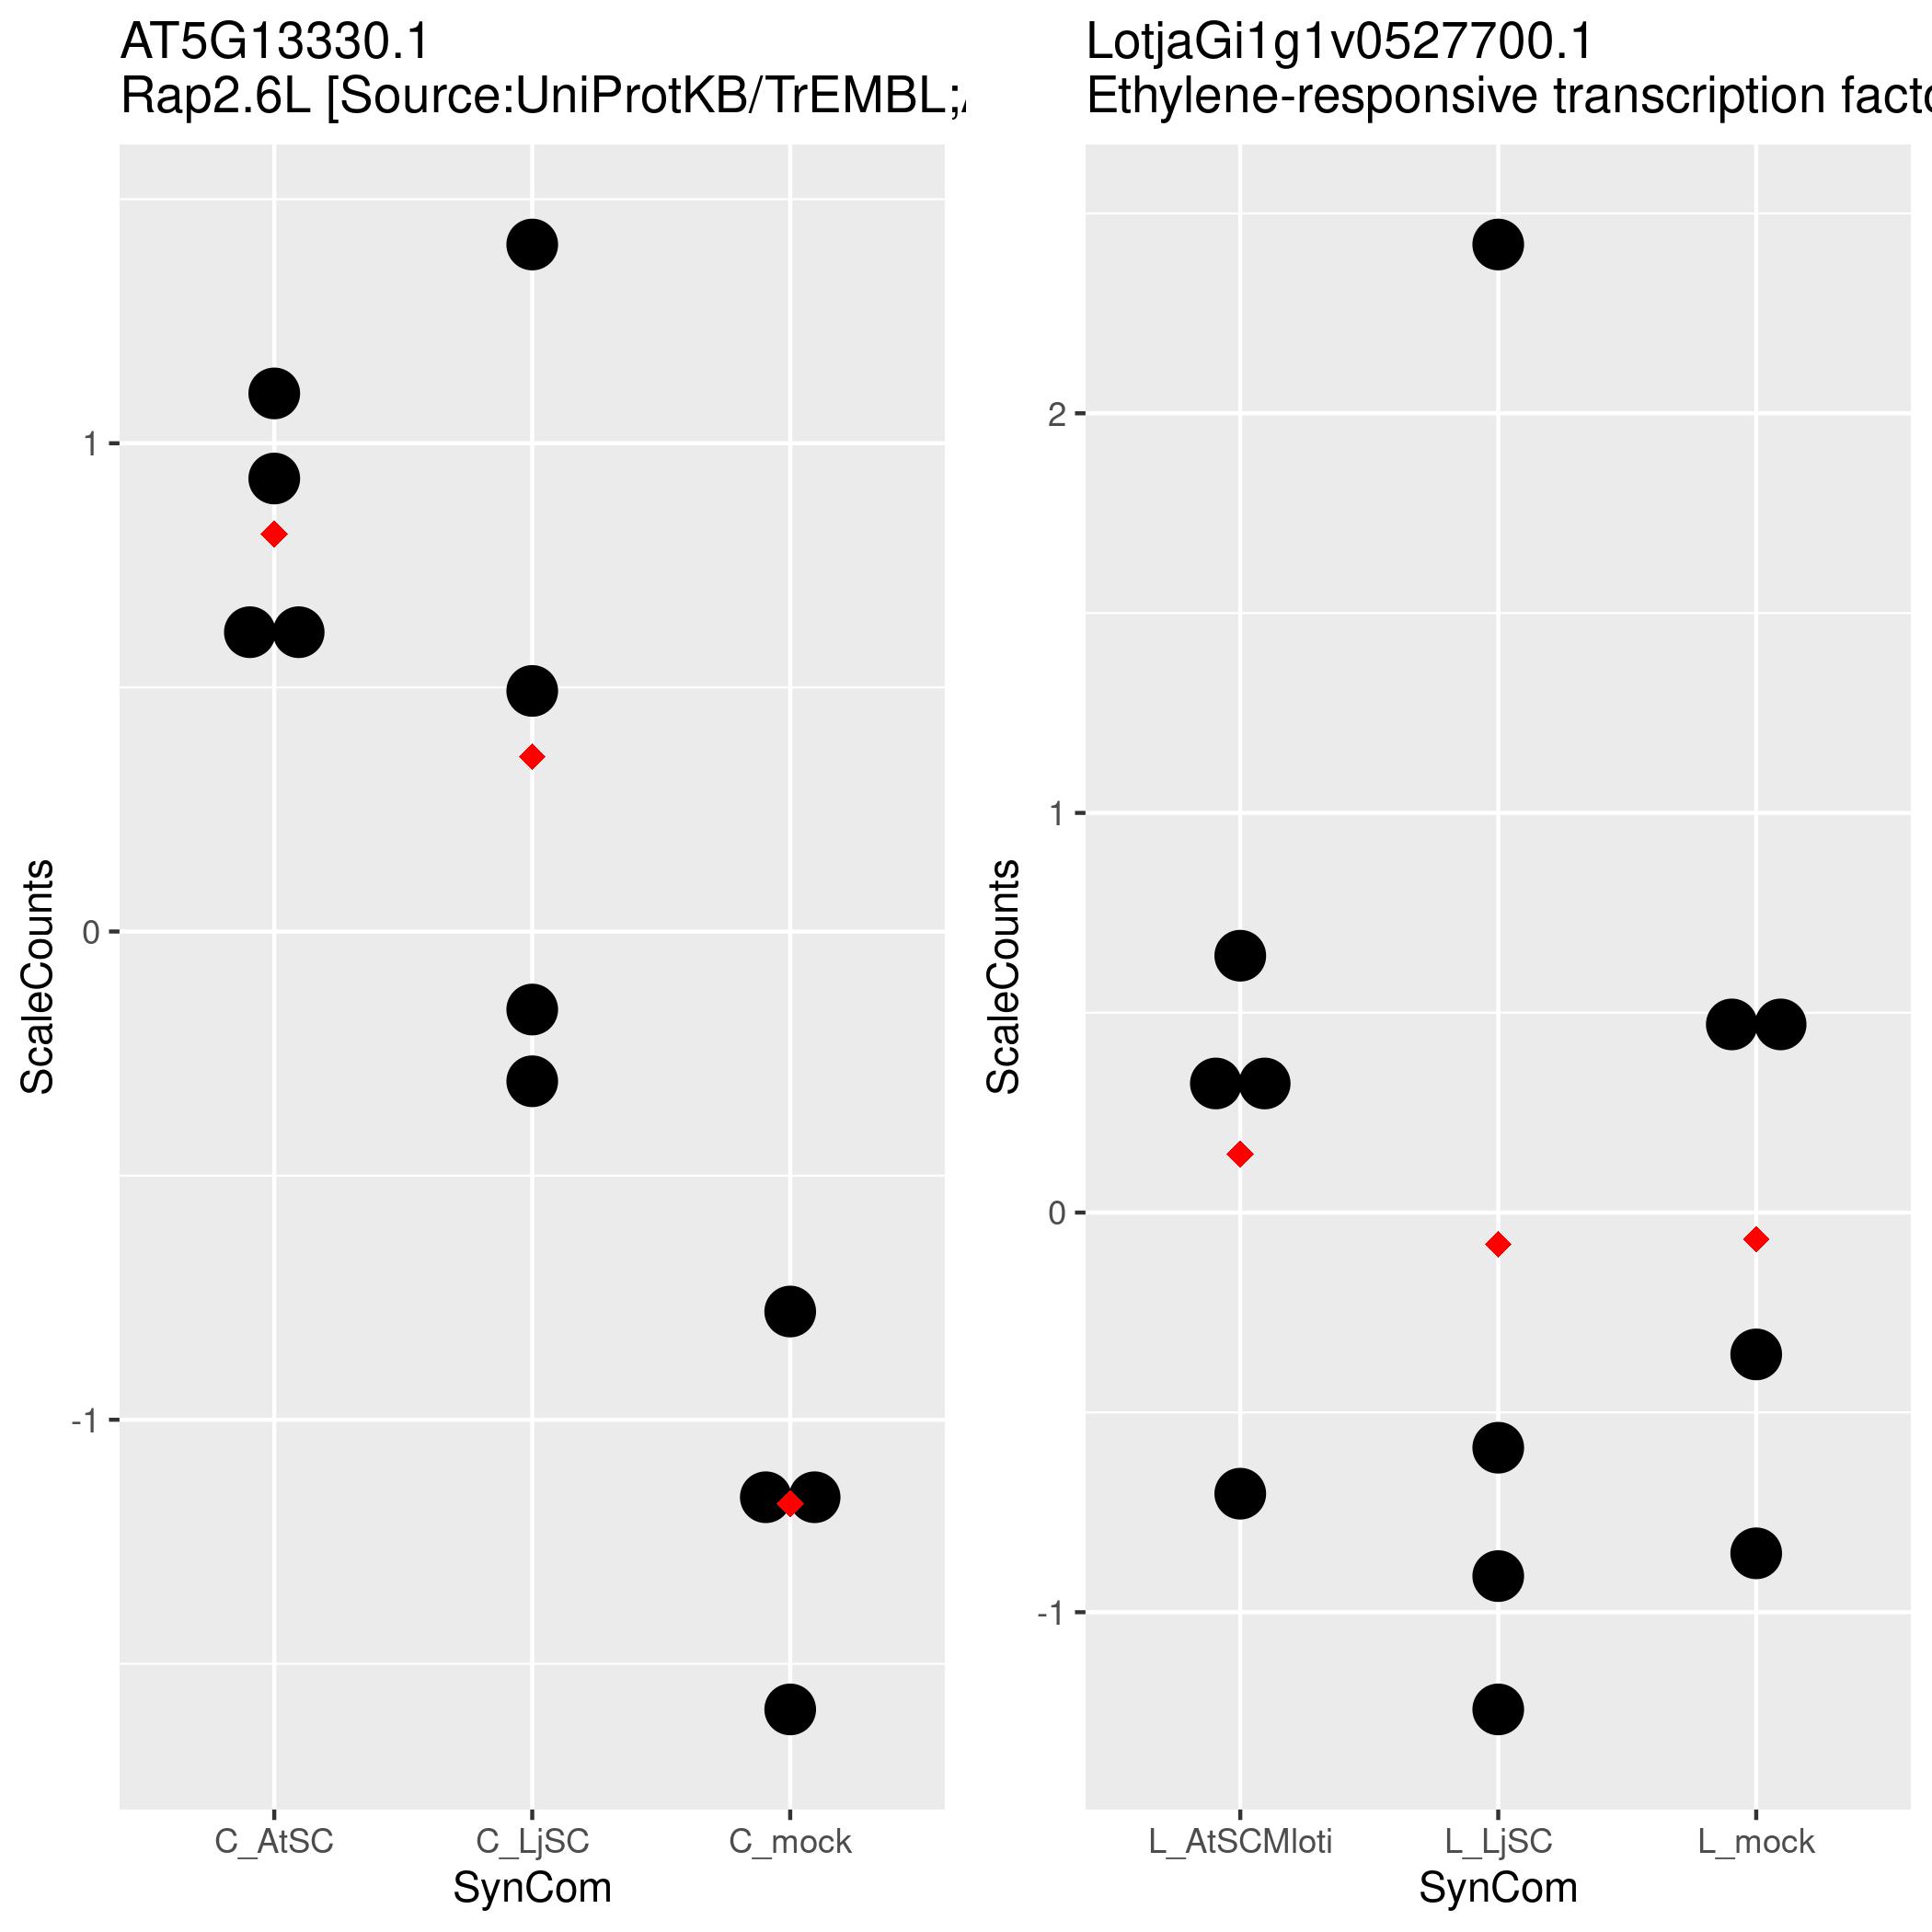 AT5G13330.1
Rap2.6L [Source:UniProtKB/TrEMBL;
ScaleCounts
1
0
-1
C_AtSC
C_LjSC
C_mock
SynCom
LotjaGi1g1v0527700.1
Ethylene-responsive transcription facto
ScaleCounts
2
1
0
-1
L_AtSCMloti
L_LjSC
L_mock
SynCom